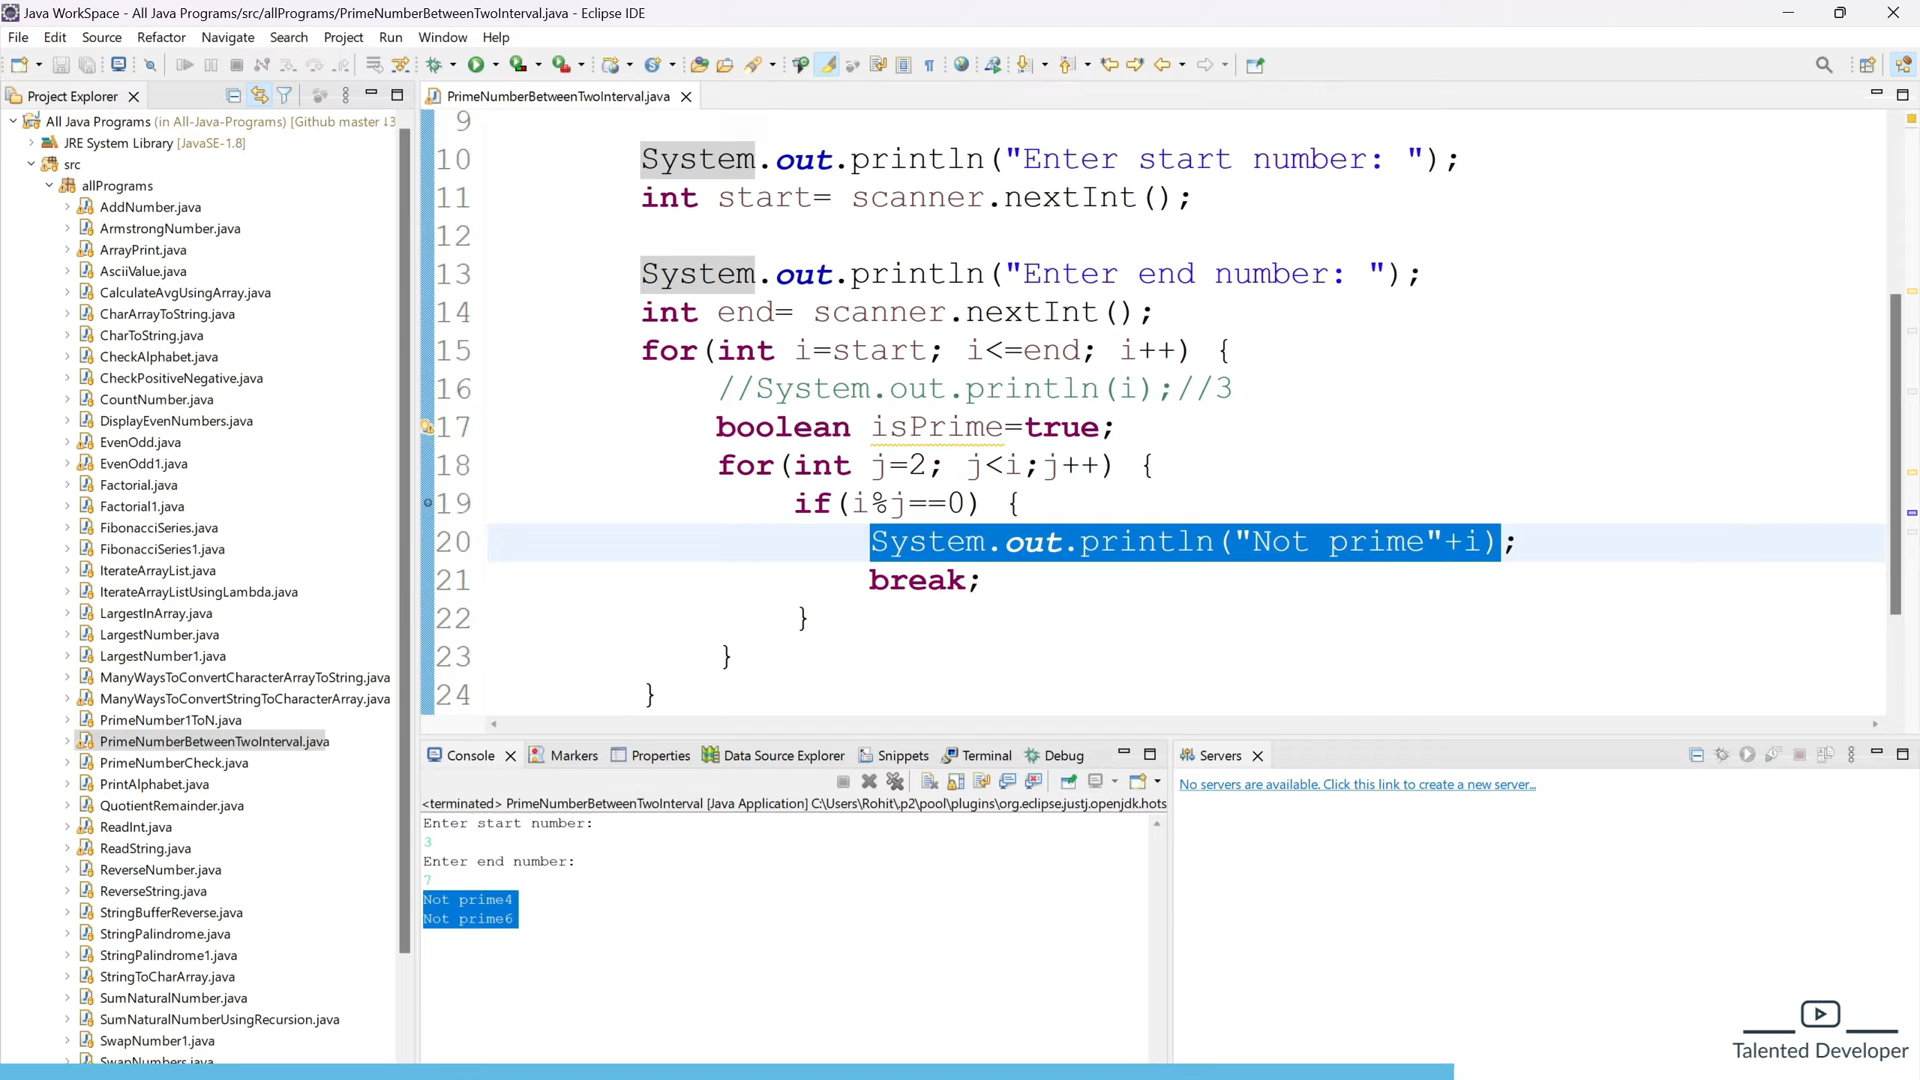 Java WorkSpace - All Java Programs/src/allPrograms/PrimeNumberBetweenTwoInterval.java - Eclipse IDE
File Edit Source Refactor Navigate Search Project Run Window Help
Project Explorer
All Java Programs (in All-Java-Programs) [Github master ↓3
JRE System Library [JavaSE-1.8]
src
allPrograms
AddNumber.java
ArmstrongNumber.java
ArrayPrint.java
AsciiValue.java
CalculateAvgUsingArray.java
CharArrayToString.java
CharToString.java
CheckAlphabet.java
CheckPositiveNegative.java
CountNumber.java
DisplayEvenNumbers.java
EvenOdd.java
EvenOdd1.java
Factorial.java
Factorial1.java
FibonacciSeries.java
FibonacciSeries1.java
IterateArrayList.java
IterateArrayListUsingLambda.java
LargestInArray.java
LargestNumber.java
LargestNumber1.java
ManyWaysToConvertCharacterArrayToString.java
ManyWaysToConvertStringToCharacterArray.java
PrimeNumber1ToN.java
PrimeNumberBetweenTwoInterval.java
PrimeNumberCheck.java
PrintAlphabet.java
QuotientRemainder.java
ReadInt.java
ReadString.java
ReverseNumber.java
ReverseString.java
StringBufferReverse.java
StringPalindrome.java
StringPalindrome1.java
StringToCharArray.java
SumNaturalNumber.java
SumNaturalNumberUsingRecursion.java
SwapNumber1.java
SwapNumbers.java
PrimeNumberBetweenTwoInterval.java
9
10 System.out.println("Enter start number: ");
11 int start= scanner.nextInt();
12
13 System.out.println("Enter end number: ");
14 int end= scanner.nextInt();
15 for(int i=start; i<=end; i++) {
16 //System.out.println(i);//3
17 boolean isPrime=true;
18 for(int j=2; j<i;j++) {
19 if(i%j==0) {
20 System.out.println("Not prime"+i);
21 break;
22 }
23 }
24 }
Console Markers Properties Data Source Explorer Snippets Terminal Debug
<terminated> PrimeNumberBetweenTwoInterval [Java Application] C:\Users\Rohit\.p2\pool\plugins\org.eclipse.justj.openjdk.hots
Enter start number:
3
Enter end number:
7
Not prime4
Not prime6
Servers
No servers are available. Click this link to create a new server...
Talented Developer